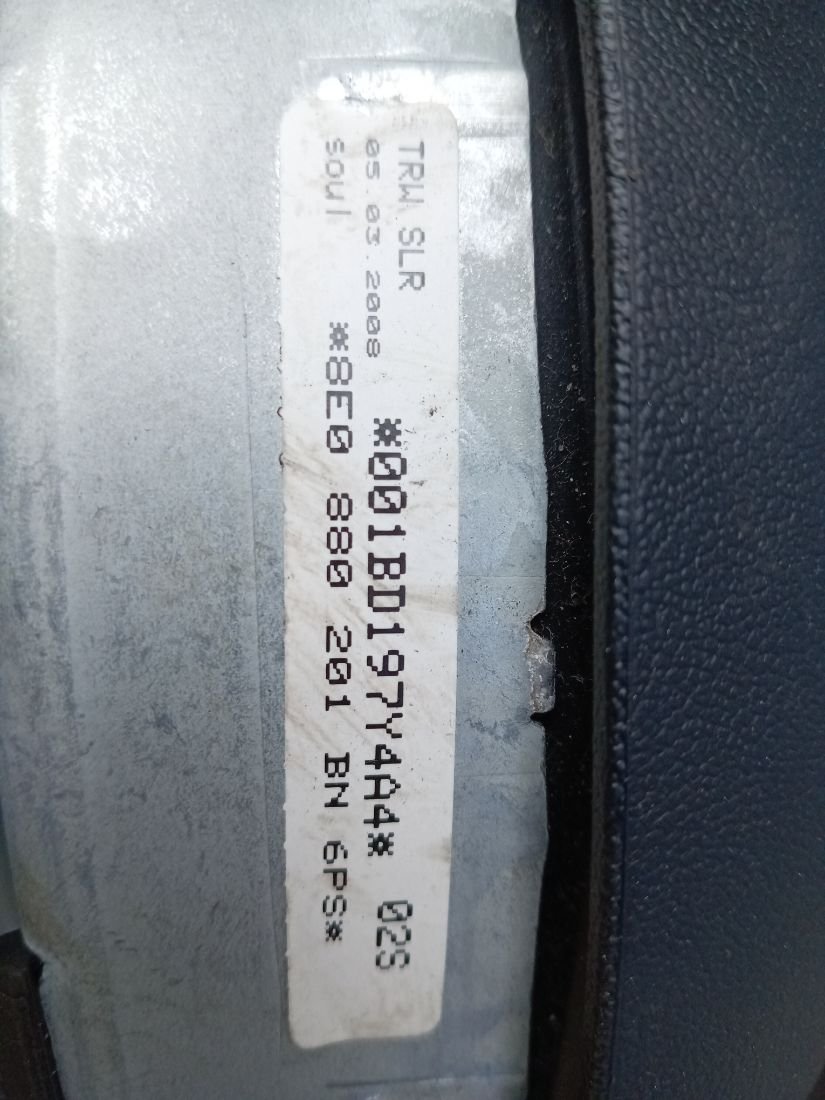 TRW SLR
05.03.2008 *001BD197Y4A4* 02S
soul *8E0 880 201 BN 6PS*